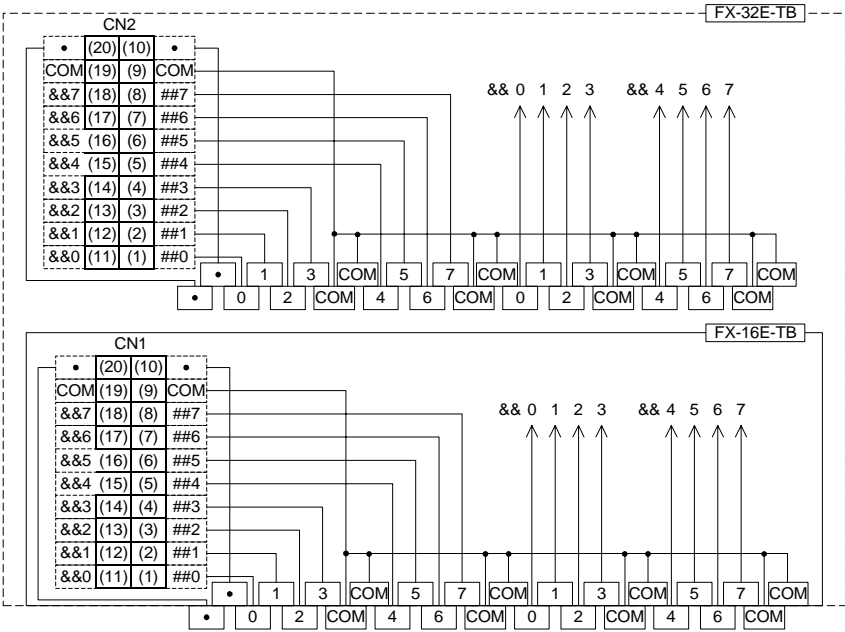 FX-32E-TB
CN2
• (20) (10) •
COM (19) (9) COM
&&7 (18) (8) ##7
&&6 (17) (7) ##6
&&5 (16) (6) ##5
&&4 (15) (5) ##4
&&3 (14) (4) ##3
&&2 (13) (3) ##2
&&1 (12) (2) ##1
&&0 (11) (1) ##0
&& 0 1 2 3 && 4 5 6 7
• 1 3 COM 5 7 COM 1 3 COM 5 7 COM
• 0 2 COM 4 6 COM 0 2 COM 4 6 COM
FX-16E-TB
CN1
• (20) (10) •
COM (19) (9) COM
&&7 (18) (8) ##7
&&6 (17) (7) ##6
&&5 (16) (6) ##5
&&4 (15) (5) ##4
&&3 (14) (4) ##3
&&2 (13) (3) ##2
&&1 (12) (2) ##1
&&0 (11) (1) ##0
&& 0 1 2 3 && 4 5 6 7
• 1 3 COM 5 7 COM 1 3 COM 5 7 COM
• 0 2 COM 4 6 COM 0 2 COM 4 6 COM